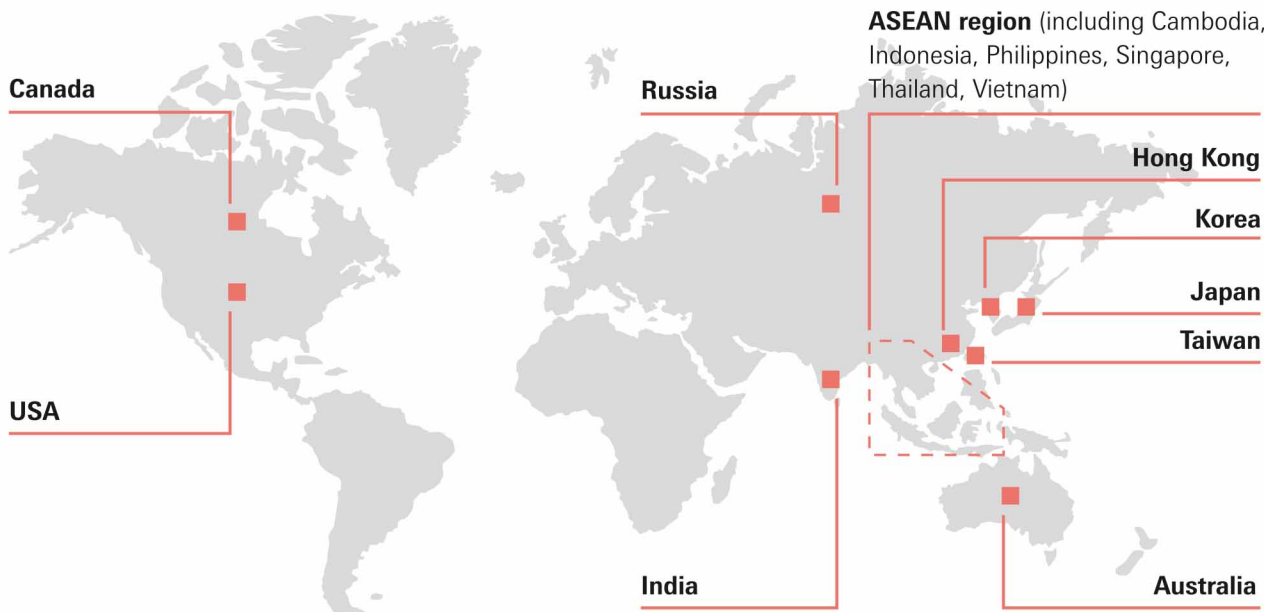 ASEAN region (including Cambodia,
Indonesia, Philippines, Singapore,
Thailand, Vietnam)
Canada
Russia
Hong Kong
Korea
Japan
Taiwan
USA
India
Australia